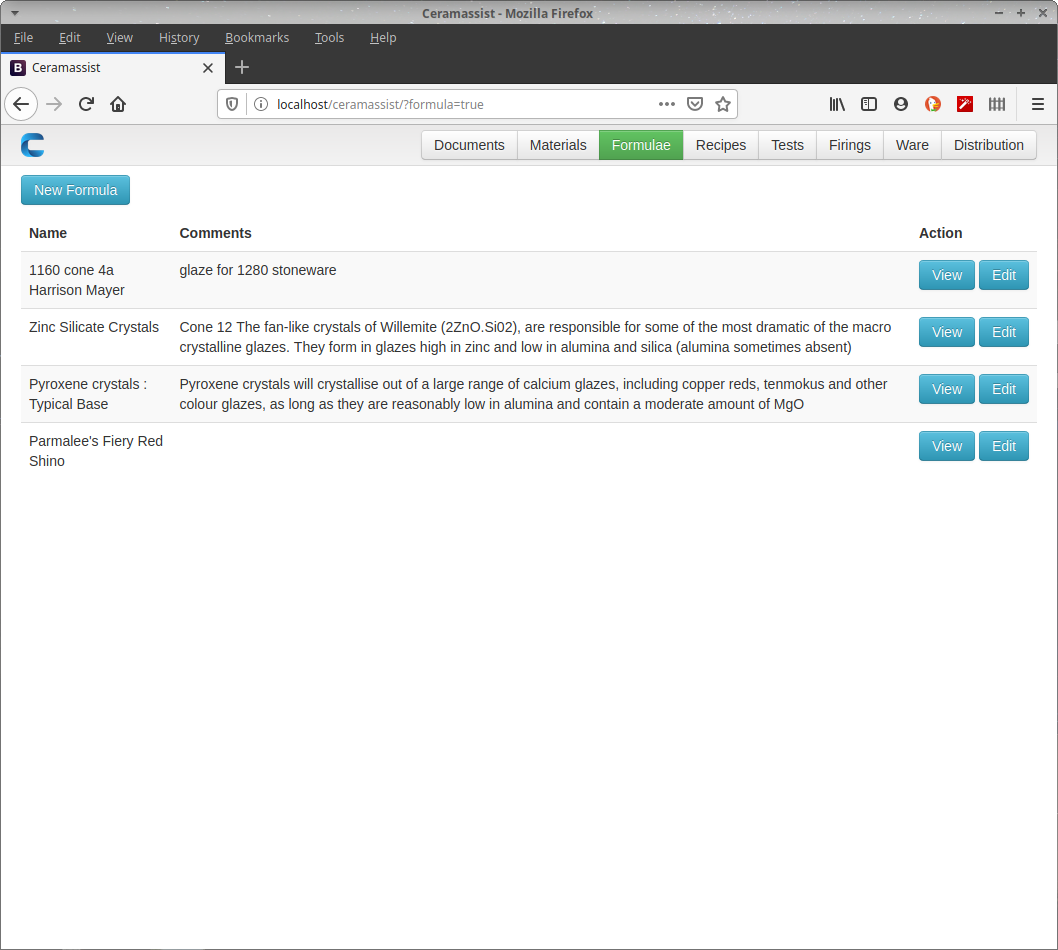 Ceramassist - Mozilla Firefox
File Edit View History Bookmarks Tools Help
B Ceramassist
localhost/ceramassist/?formula=true
Documents Materials Formulae Recipes Tests Firings Ware Distribution
New Formula
Name Comments Action
1160 cone 4a glaze for 1280 stoneware View Edit
Harrison Mayer
Zinc Silicate Crystals Cone 12 The fan-like crystals of Willemite (2ZnO.Si02), are responsible for some of the most dramatic of the macro View Edit
crystalline glazes. They form in glazes high in zinc and low in alumina and silica (alumina sometimes absent)
Pyroxene crystals : Pyroxene crystals will crystallise out of a large range of calcium glazes, including copper reds, tenmokus and other View Edit
Typical Base colour glazes, as long as they are reasonably low in alumina and contain a moderate amount of MgO
Parmalee's Fiery Red View Edit
Shino